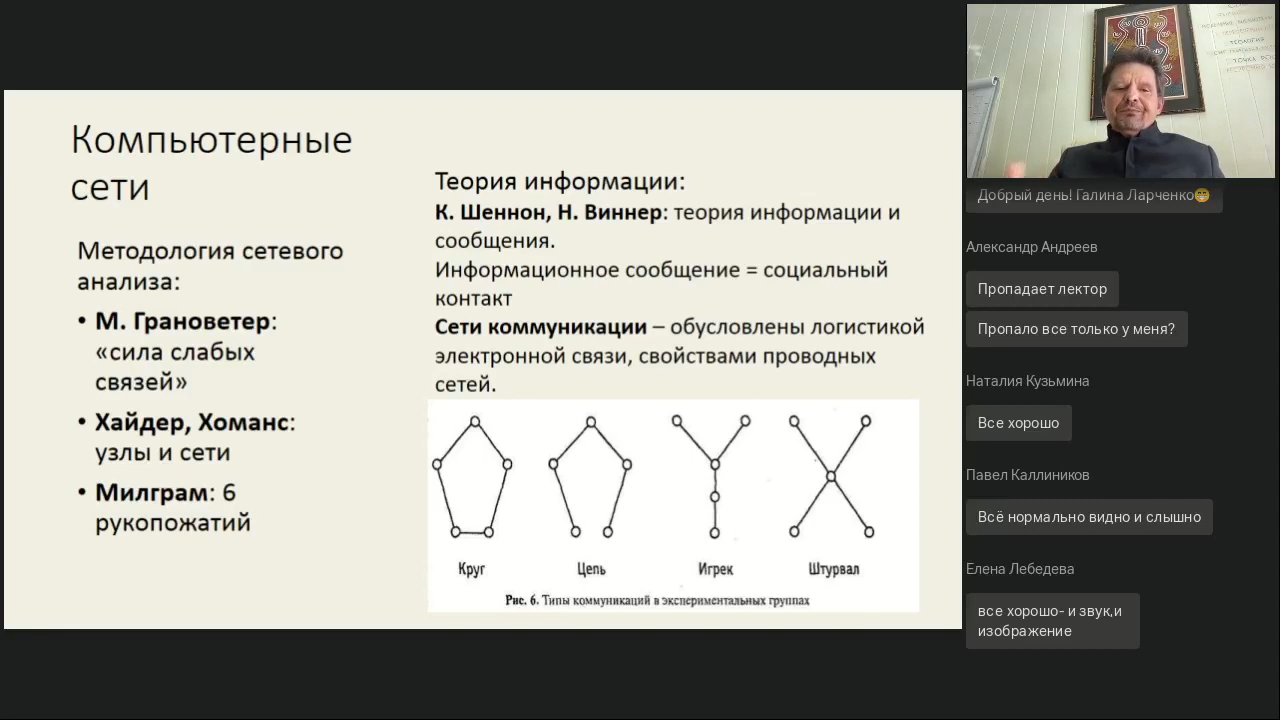 Компьютерные
сети
Методология сетевого
анализа:
• М. Грановетер:
«сила слабых
связей»
• Хайдер, Хоманс:
узлы и сети
• Милграм: 6
рукопожатий
Теория информации:
К. Шеннон, Н. Виннер: теория информации и
сообщения.
Информационное сообщение = социальный
контакт
Сети коммуникации – обусловлены логистикой
электронной связи, свойствами проводных
сетей.
Круг
Цепь
Игрек
Штурвал
Рис. 6. Типы коммуникаций в экспериментальных группах
ТЕОЛОГИЯ
Добрый день! Галина Ларченко😁
Александр Андреев
Пропадает лектор
Пропало все только у меня?
Наталия Кузьмина
Все хорошо
Павел Каллиников
Всё нормально видно и слышно
Елена Лебедева
все хорошо- и звук,и
изображение